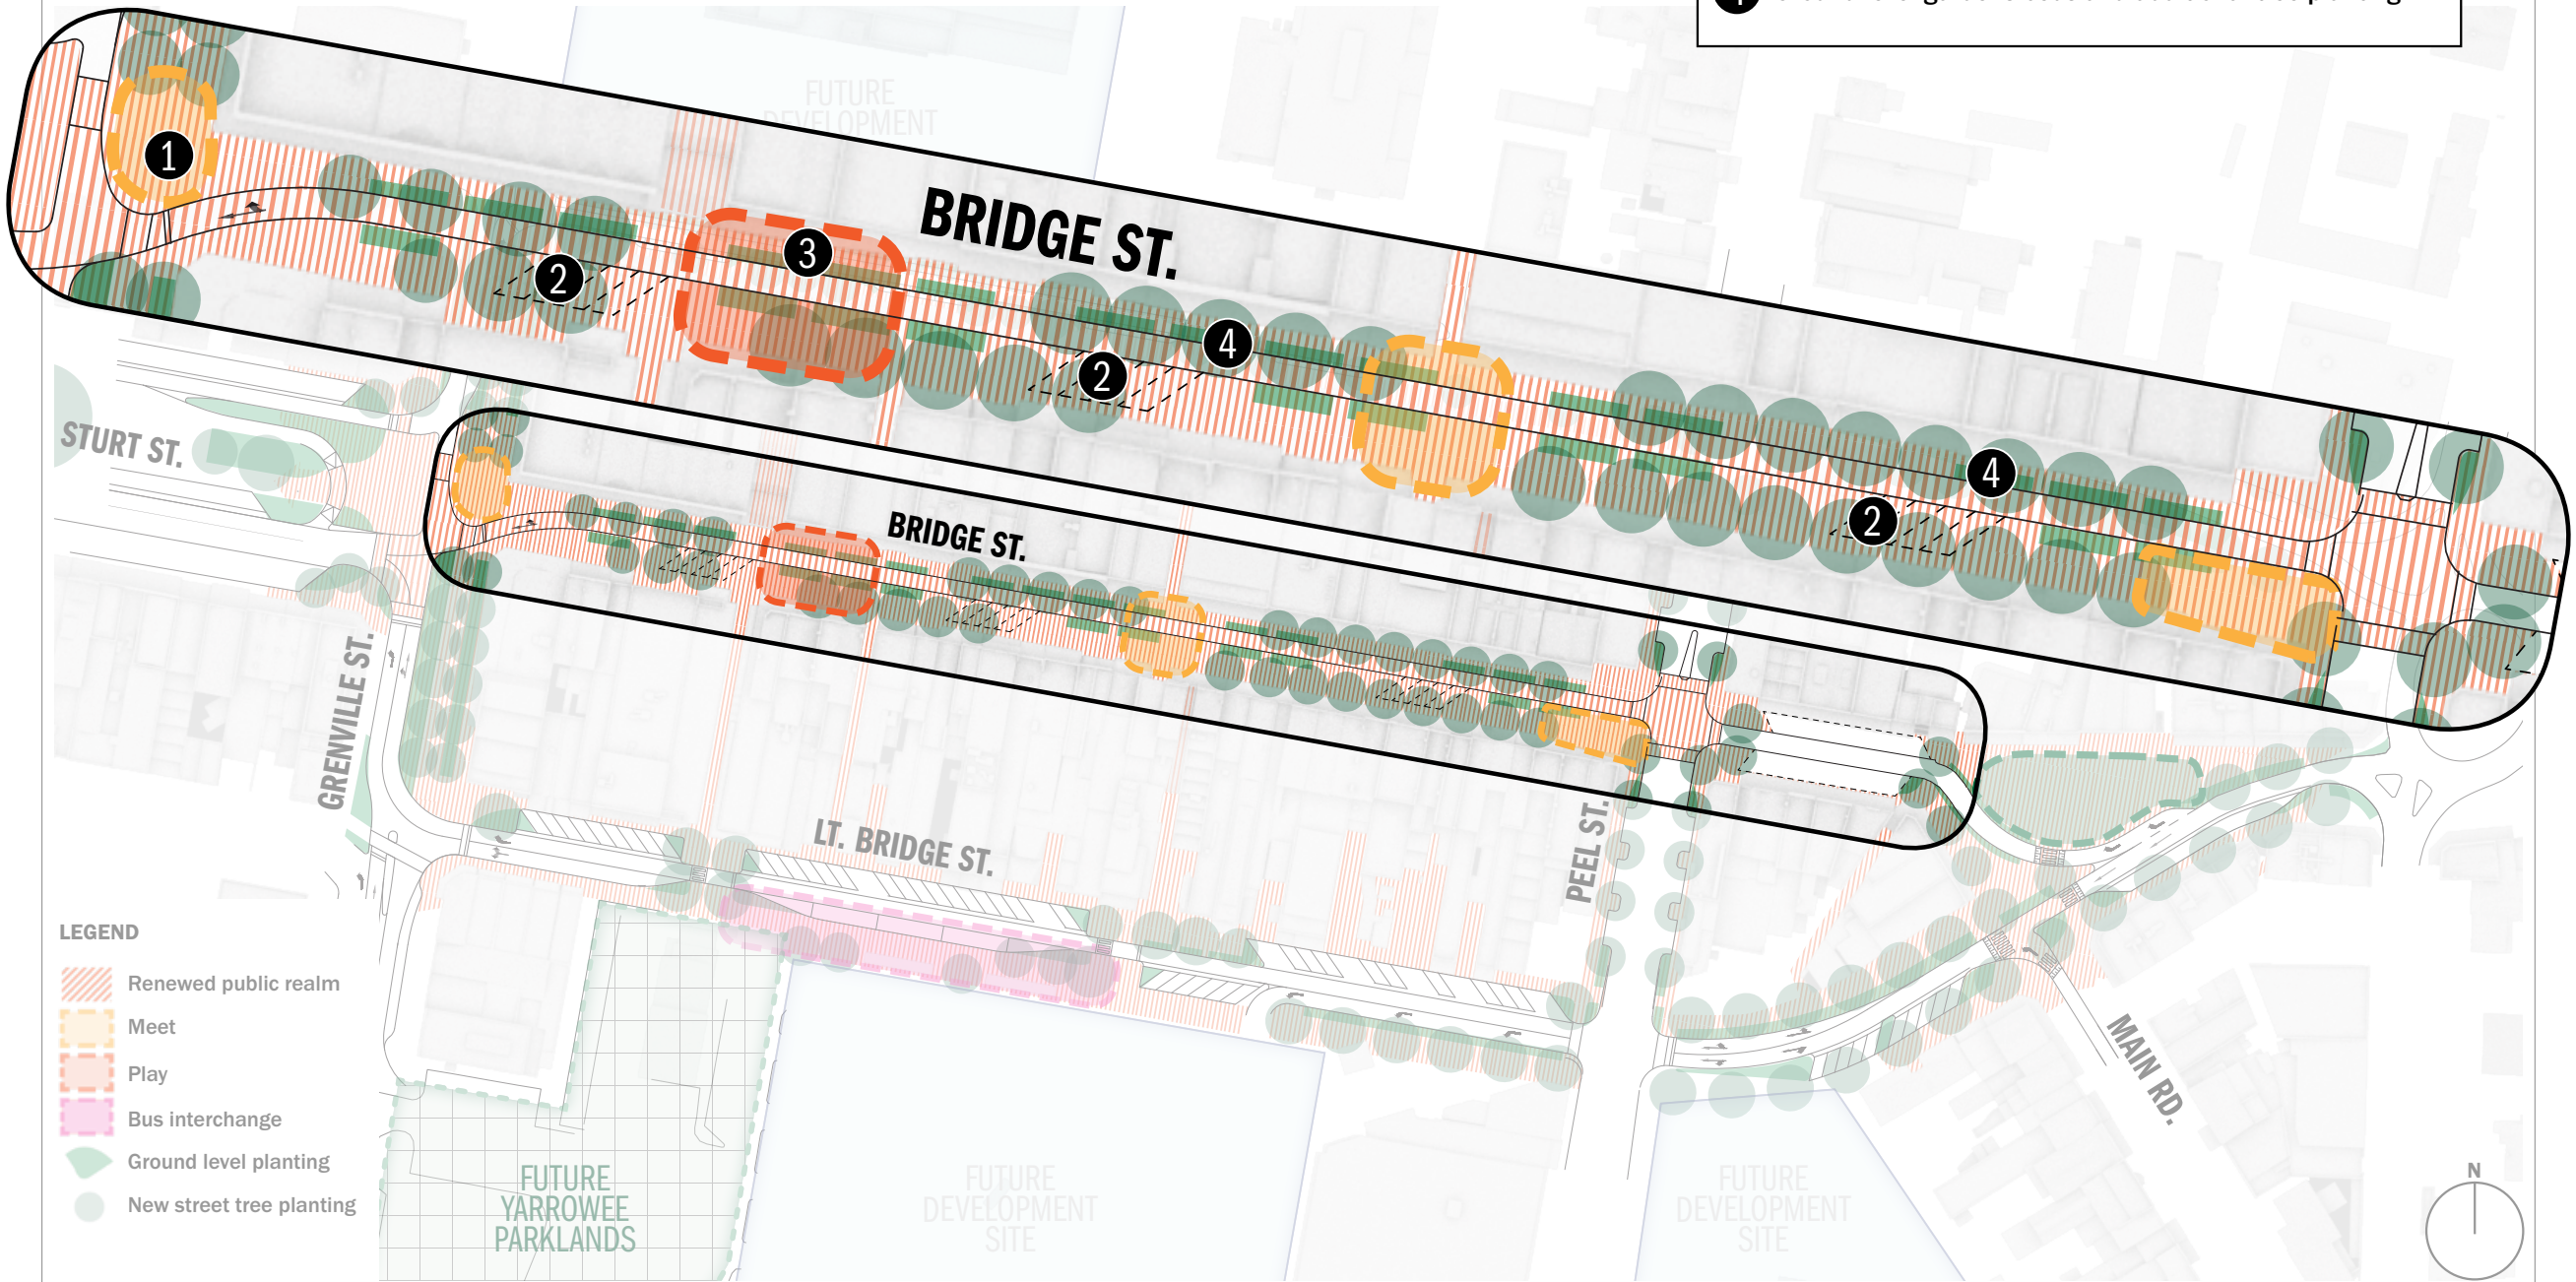 FUTURE
DEVELOPMENT
1
2
3
BRIDGE ST.
4
2
4
2
STURT ST.
BRIDGE ST.
GRENVILLE ST.
LT. BRIDGE ST.
PEEL ST.
MAIN RD.
LEGEND
Renewed public realm
Meet
Play
Bus interchange
Ground level planting
New street tree planting
FUTURE
YARROWEE
PARKLANDS
FUTURE
DEVELOPMENT
SITE
FUTURE
DEVELOPMENT
SITE
N